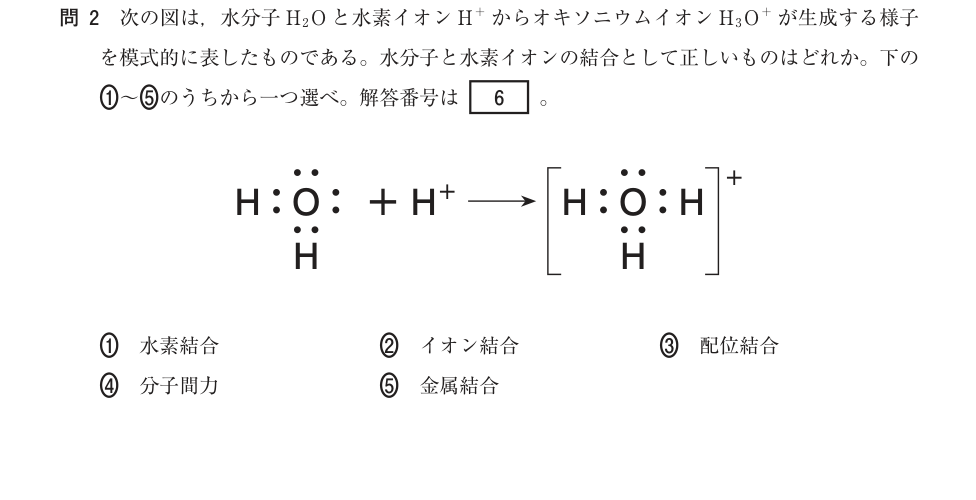 問 2 次の図は，水分子 H₂O と水素イオン H⁺ からオキソニウムイオン H₃O⁺ が生成する様子
を模式的に表したものである。水分子と水素イオンの結合として正しいものはどれか。下の
①～⑤のうちから一つ選べ。解答番号は 6 。
H : O : + H⁺ → [ H : O : H ]⁺
H H
① 水素結合 ② イオン結合 ③ 配位結合
④ 分子間力 ⑤ 金属結合